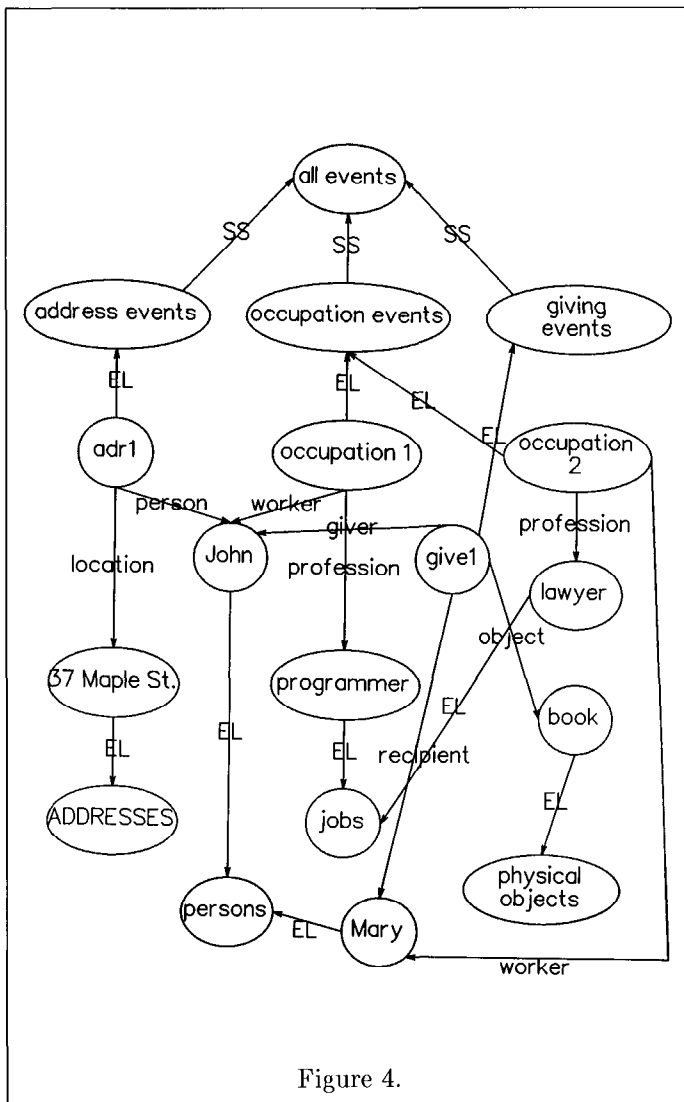 all events
SS
SS
SS
address events
occupation events
giving
events
EL
EL
EL
EL
adr1
occupation 1
occupation
2
person
worker
giver
profession
John
give1
location
profession
lawyer
object
37 Maple St.
programmer
book
EL
EL
EL
EL
recipient
EL
ADDRESSES
jobs
physical
objects
persons
EL
Mary
worker
Figure 4.